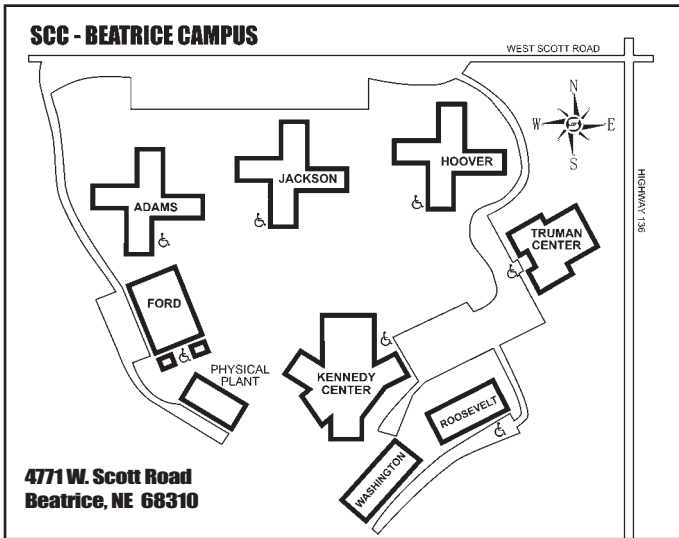 SCC - BEATRICE CAMPUS
WEST SCOTT ROAD
N
W
E
S
HIGHWAY 136
HOOVER
JACKSON
ADAMS
TRUMAN
CENTER
FORD
PHYSICAL
PLANT
KENNEDY
CENTER
ROOSEVELT
WASHINGTON
4771 W. Scott Road
Beatrice, NE 68310